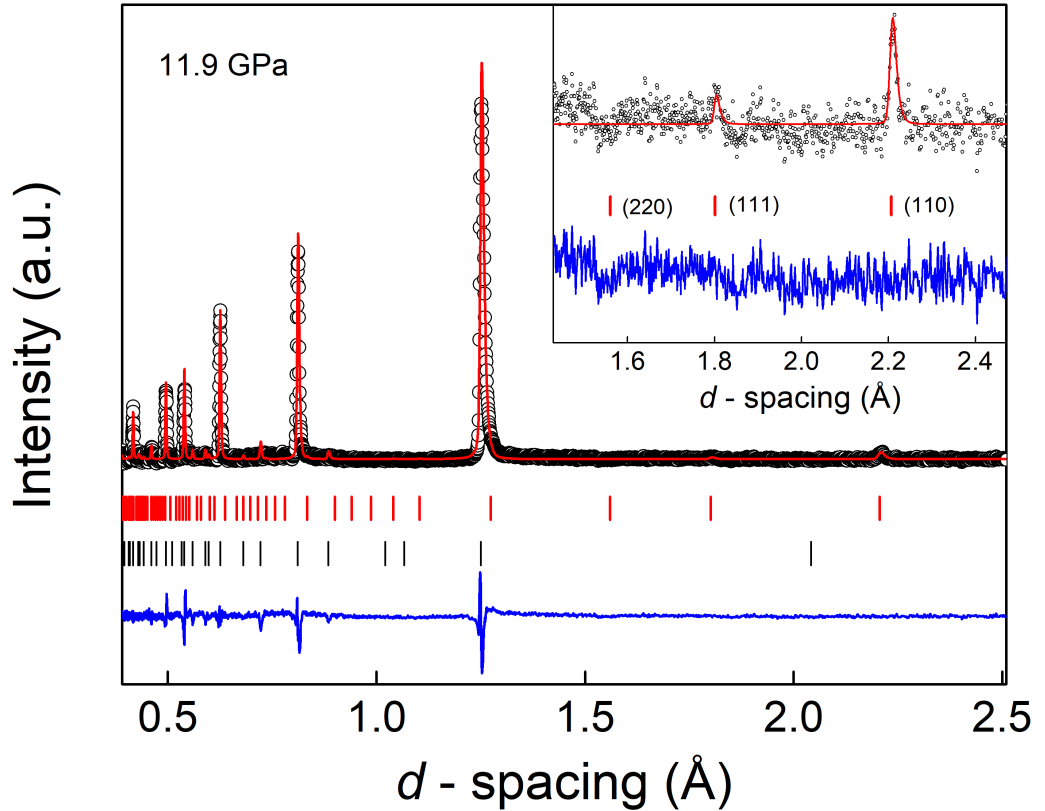 11.9 GPa
Intensity (a.u.)
(220) (111) (110)
1.6 1.8 2.0 2.2 2.4
d - spacing (Å)
0.5 1.0 1.5 2.0 2.5
d - spacing (Å)